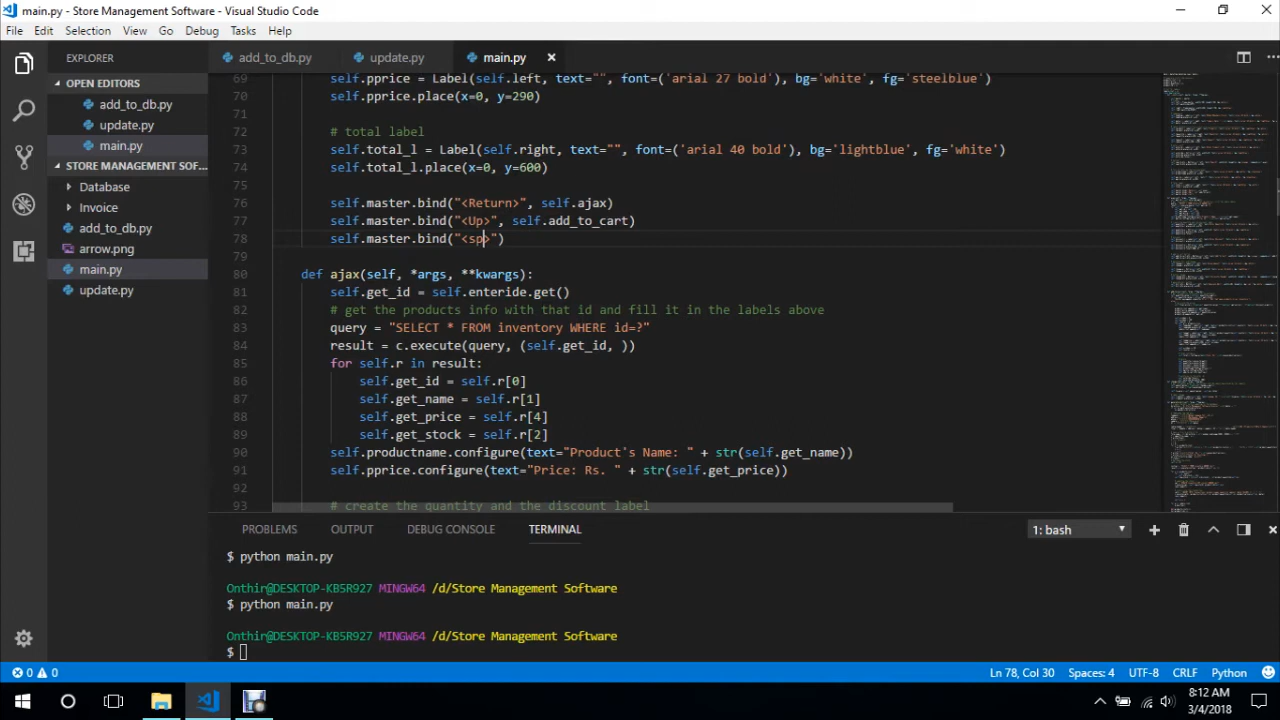 main.py - Store Management Software - Visual Studio Code
File Edit Selection View Go Debug Tasks Help
EXPLORER
OPEN EDITORS
add_to_db.py
update.py
main.py
STORE MANAGEMENT SOF...
Database
Invoice
add_to_db.py
arrow.png
main.py
update.py
add_to_db.py update.py main.py
69 self.pprice = Label(self.left, text="", font=('arial 27 bold'), bg='white', fg='steelblue')
70 self.pprice.place(x=0, y=290)
71
72 # total label
73 self.total_l = Label(self.right, text="", font=('arial 40 bold'), bg='lightblue', fg='white')
74 self.total_l.place(x=0, y=600)
75
76 self.master.bind("<Return>", self.ajax)
77 self.master.bind("<Up>", self.add_to_cart)
78 self.master.bind("<sp>")
79
80 def ajax(self, *args, **kwargs):
81 self.get_id = self.enteride.get()
82 # get the products info with that id and fill it in the labels above
83 query = "SELECT * FROM inventory WHERE id=?"
84 result = c.execute(query, (self.get_id, ))
85 for self.r in result:
86 self.get_id = self.r[0]
87 self.get_name = self.r[1]
88 self.get_price = self.r[4]
89 self.get_stock = self.r[2]
90 self.productname.configure(text="Product's Name: " + str(self.get_name))
91 self.pprice.configure(text="Price: Rs. " + str(self.get_price))
92
93 # create the quantity and the discount label
PROBLEMS OUTPUT DEBUG CONSOLE TERMINAL
1: bash
$ python main.py
Onthir@DESKTOP-KB5R927 MINGW64 /d/Store Management Software
$ python main.py
Onthir@DESKTOP-KB5R927 MINGW64 /d/Store Management Software
$
0 0
Ln 78, Col 30 Spaces: 4 UTF-8 CRLF Python
8:12 AM
3/4/2018